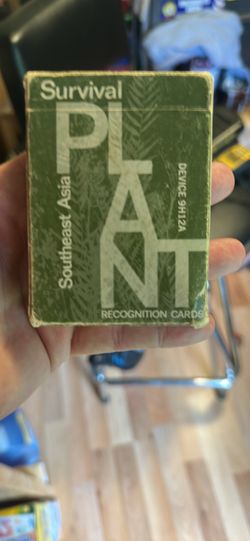 Survival
PLANT
Southeast Asia
DEVICE 9H12A
RECOGNITION CARDS